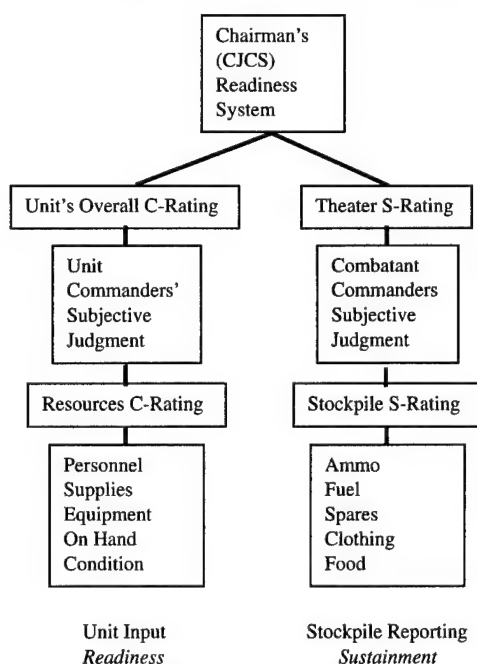 Chairman's
(CJCS)
Readiness
System
Unit's Overall C-Rating
Theater S-Rating
Unit
Commanders'
Subjective
Judgment
Combatant
Commanders
Subjective
Judgment
Resources C-Rating
Stockpile S-Rating
Personnel
Supplies
Equipment
On Hand
Condition
Ammo
Fuel
Spares
Clothing
Food
Unit Input
Readiness
Stockpile Reporting
Sustainment